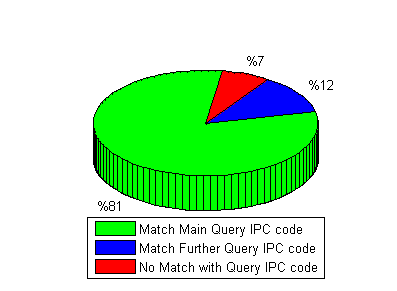 %7
%12
%81
Match Main Query IPC code
Match Further Query IPC code
No Match with Query IPC code